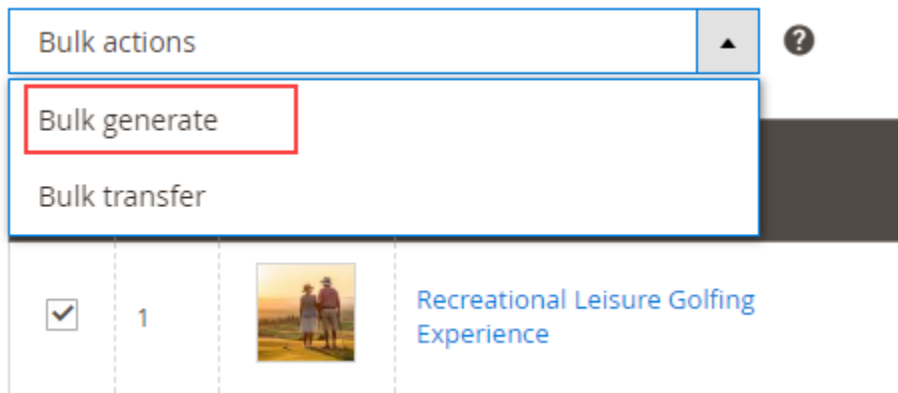 Bulk actions
?
Bulk generate
Bulk transfer
1
Recreational Leisure Golfing
Experience